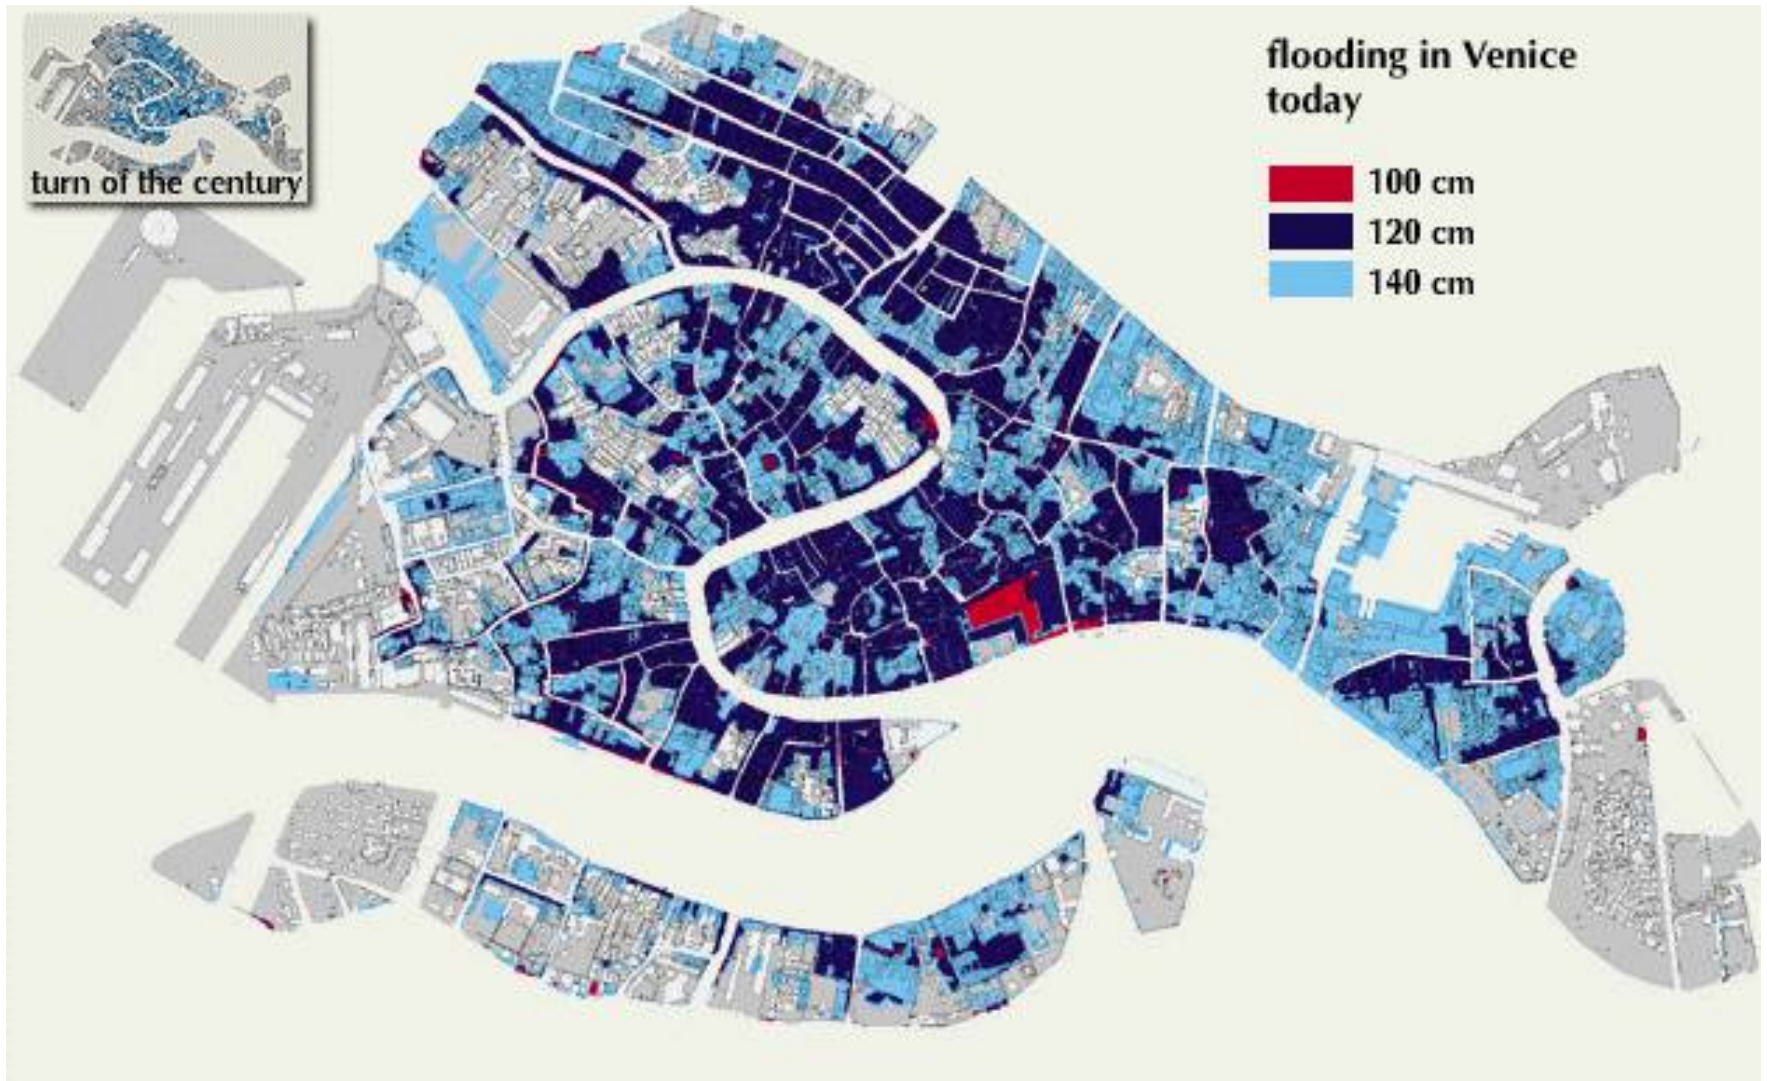 turn of the century
flooding in Venice
today
100 cm
120 cm
140 cm